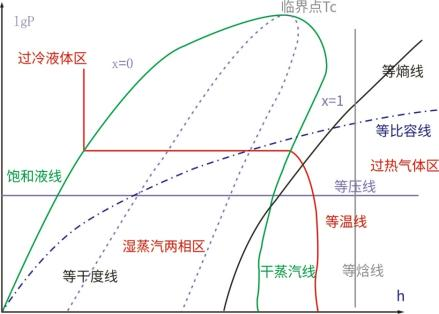 临界点Tc
lgP
过冷液体区
x=0
等熵线
x=1
等比容线
过热气体区
饱和液线
等压线
等温线
湿蒸汽两相区
等干度线
干蒸汽线
等焓线
h